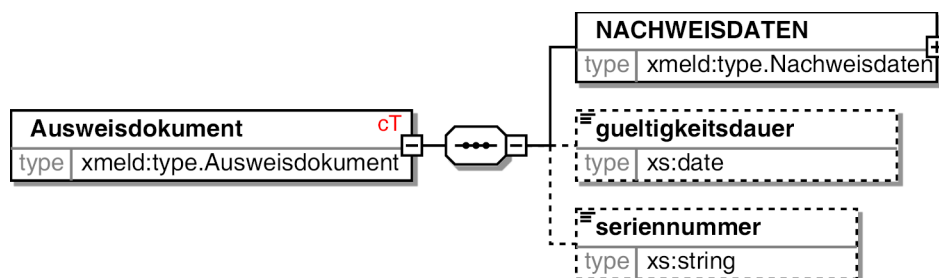 NACHWEISDATEN
type xmeld:type.Nachweisdaten
Ausweisdokument cT
type xmeld:type.Ausweisdokument
gueltigkeitsdauer
type xs:date
seriennummer
type xs:string